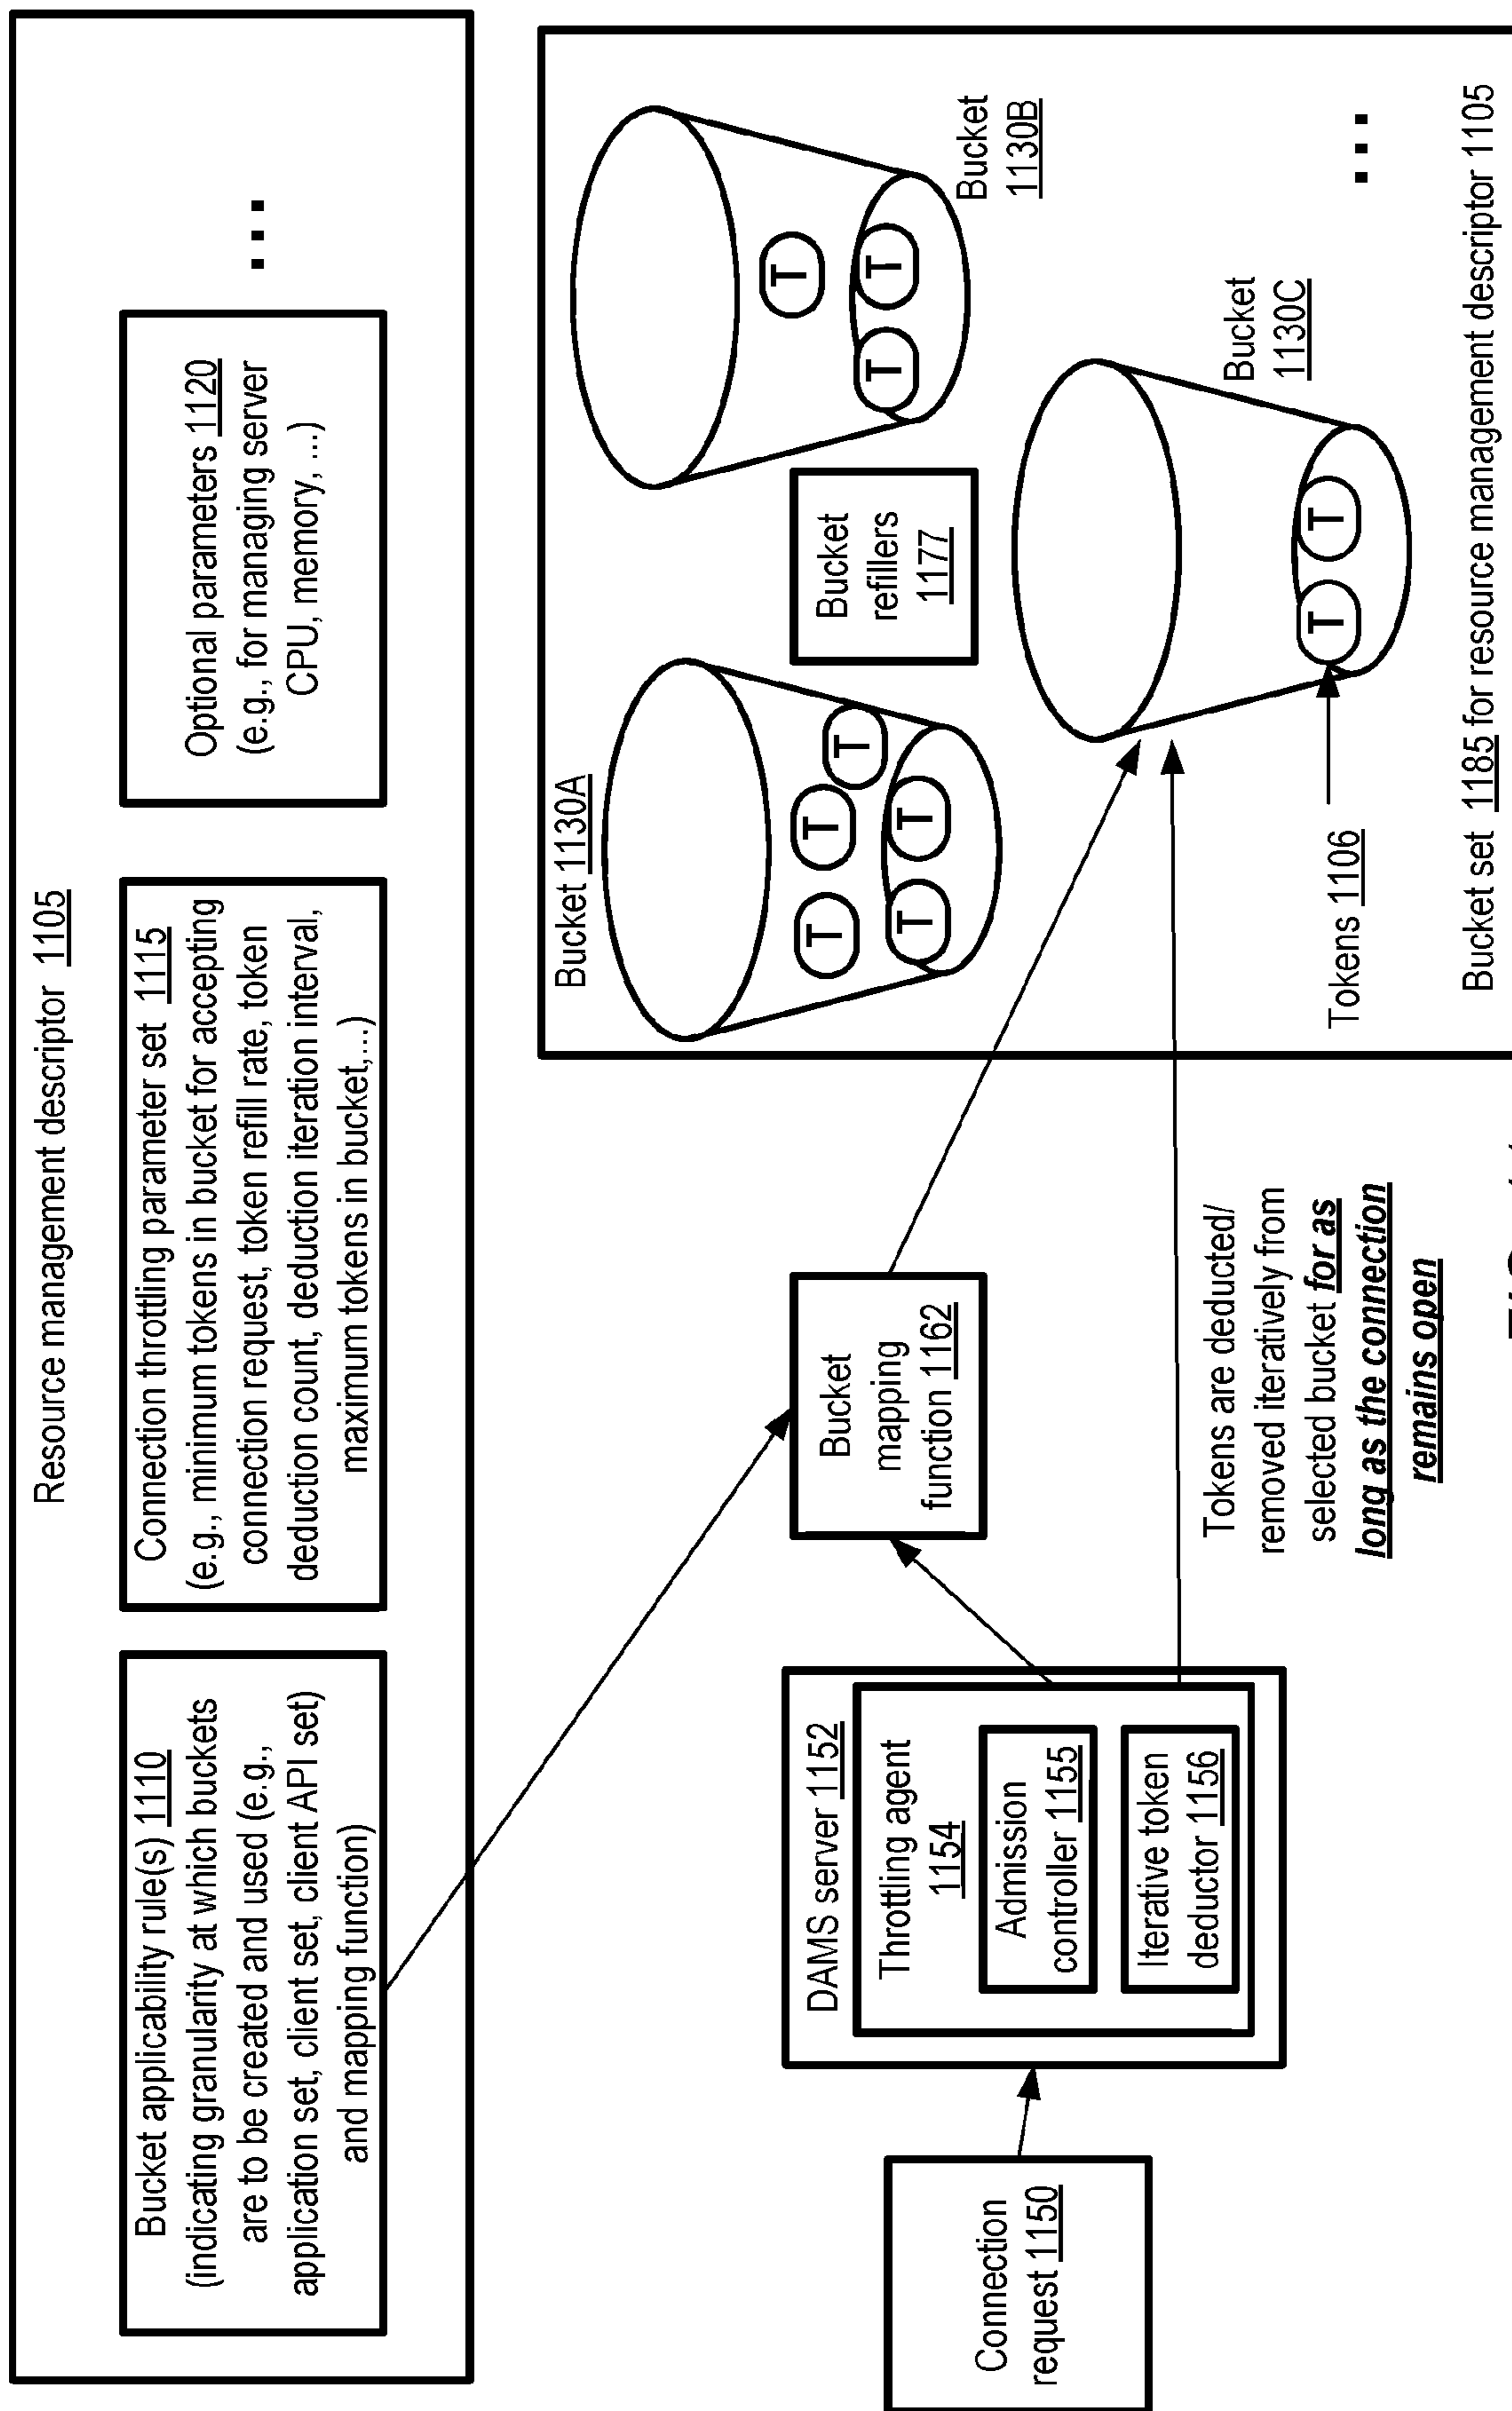 Resource management descriptor 1105
Bucket applicability rule(s) 1110
(indicating granularity at which buckets
are to be created and used (e.g.,
application set, client set, client API set)
and mapping function)
Connection throttling parameter set 1115
(e.g., minimum tokens in bucket for accepting
connection request, token refill rate, token
deduction count, deduction iteration interval,
maximum tokens in bucket,...)
Optional parameters 1120
(e.g., for managing server
CPU, memory, ...)
...
Connection
request 1150
DAMS server 1152
Throttling agent
1154
Admission
controller 1155
Iterative token
deductor 1156
Bucket
mapping
function 1162
Tokens are deducted/
removed iteratively from
selected bucket for as
long as the connection
remains open
Bucket 1130A
T
T
T
T
T
Bucket
refillers
1177
T
T
T
Bucket
1130B
Tokens 1106
T
T
Bucket
1130C
...
Bucket set 1185 for resource management descriptor 1105